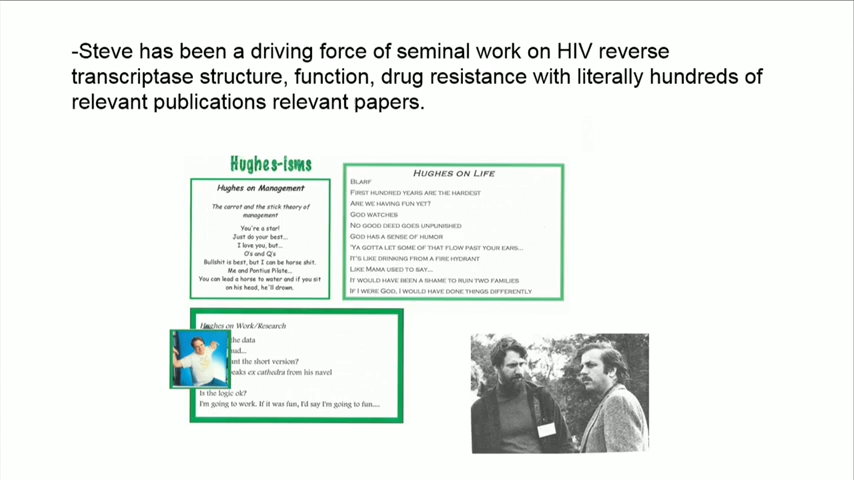 -Steve has been a driving force of seminal work on HIV reverse
transcriptase structure, function, drug resistance with literally hundreds of
relevant publications relevant papers.
Hughes-isms
Hughes on Management
The carrot and the stick theory of
management
You're a star!
Just do your best...
I love you, but...
O's and Q's
Bullshit is best, but I can be horse shit.
Me and Pontius Pilate...
You can lead a horse to water and if you sit
on his head, he'll drown.
HUGHES ON LIFE
BLARF
FIRST HUNDRED YEARS ARE THE HARDEST
ARE WE HAVING FUN YET?
GOD WATCHES
NO GOOD DEED GOES UNPUNISHED
GOD HAS A SENSE OF HUMOR
'YA GOTTA LET SOME OF THAT FLOW PAST YOUR EARS...
IT'S LIKE DRINKING FROM A FIRE HYDRANT
LIKE MAMA USED TO SAY...
IT WOULD HAVE BEEN A SHAME TO RUIN TWO FAMILIES
IF I WERE GOD, I WOULD HAVE DONE THINGS DIFFERENTLY
Hughes on Work/Research
the data
ant the short version?
eaks ex cathedra from his navel
Is the logic ok?
I'm going to work. If it was fun, I'd say I'm going to fun....